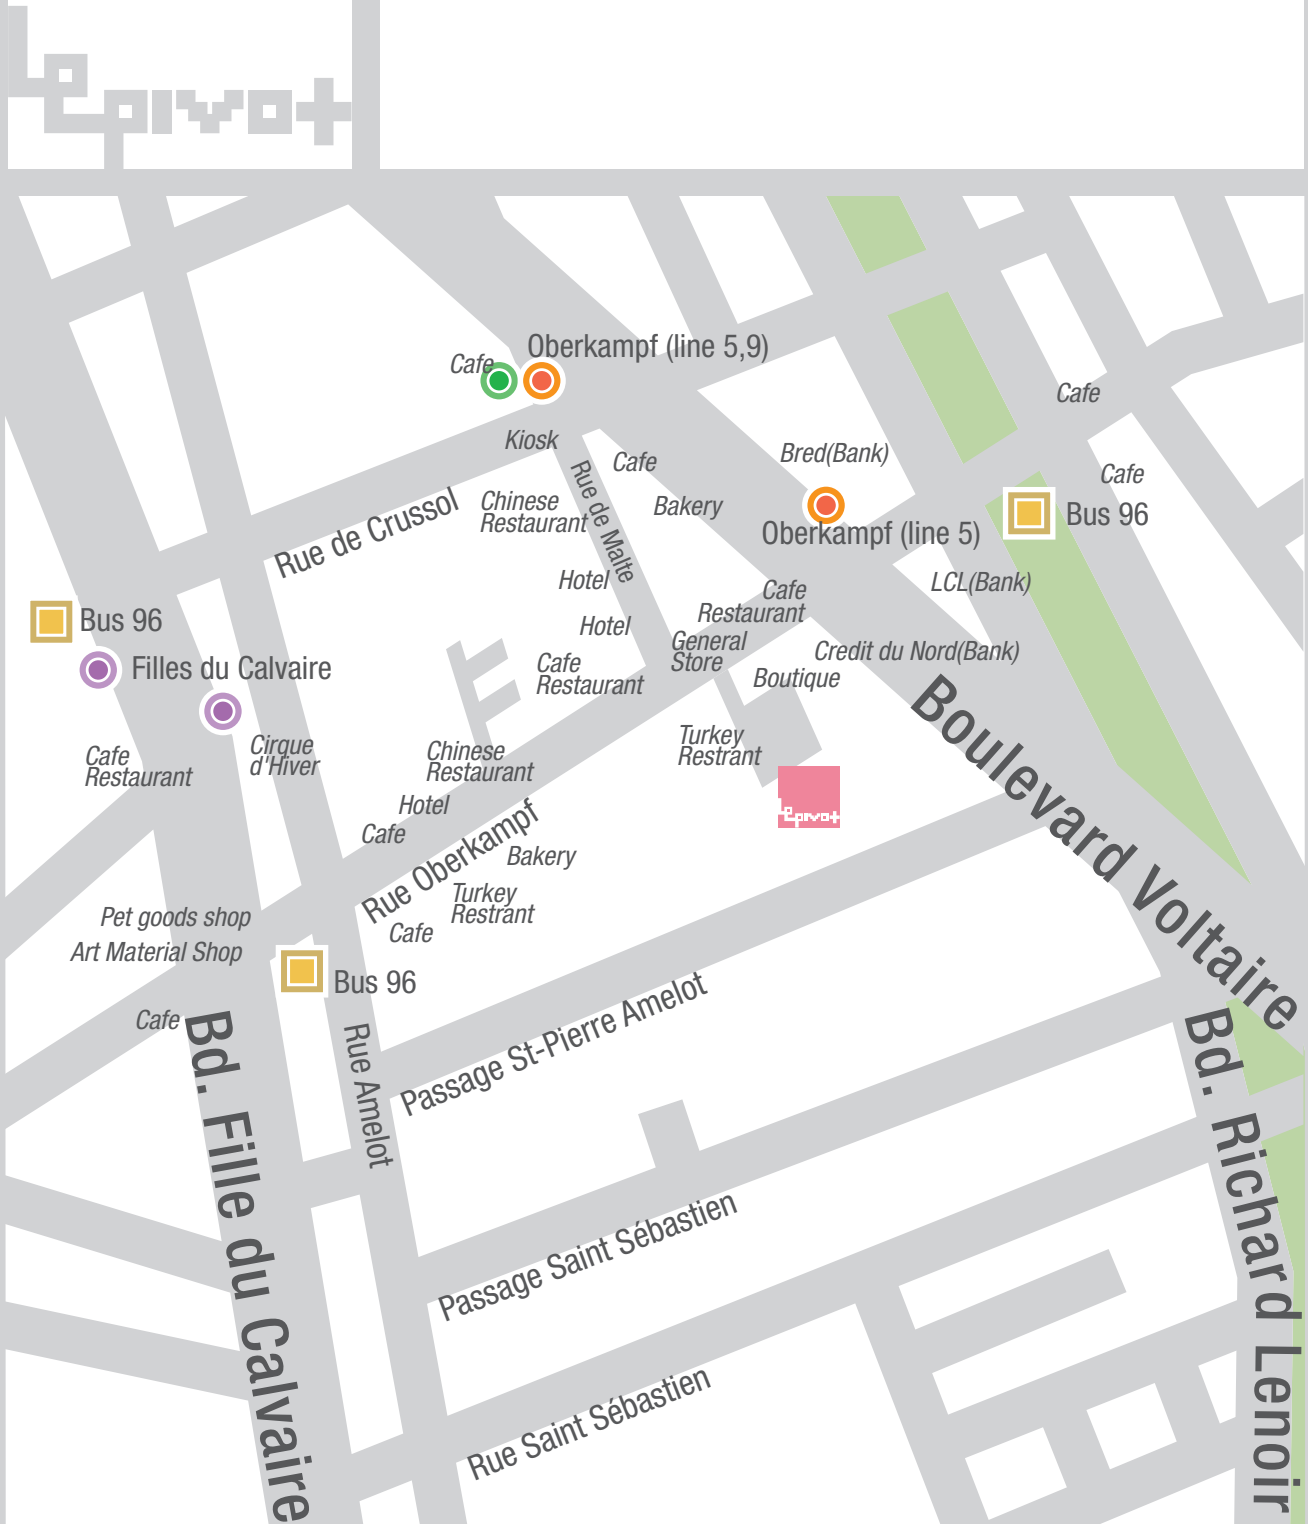 Le pivot
Oberkampf (line 5,9)
Cafe
Cafe
Kiosk
Cafe
Bred(Bank)
Cafe
Rue de Crussol
Chinese
Restaurant
Rue de Malte
Bakery
Oberkampf (line 5)
Bus 96
Hotel
Cafe
Restaurant
LCL(Bank)
Bus 96
Hotel
General
Store
Credit du Nord(Bank)
Filles du Calvaire
Cafe
Restaurant
Boutique
Boulevard Voltaire
Cafe
Restaurant
Cirque
d'Hiver
Chinese
Restaurant
Turkey
Restrant
Hotel
Le pivot
Cafe
Rue Oberkampf
Bakery
Turkey
Restrant
Cafe
Pet goods shop
Art Material Shop
Bus 96
Cafe
Bd. Fille du Calvaire
Rue Amelot
Passage St-Pierre Amelot
Bd. Richard Lenoir
Passage Saint Sébastien
Rue Saint Sébastien